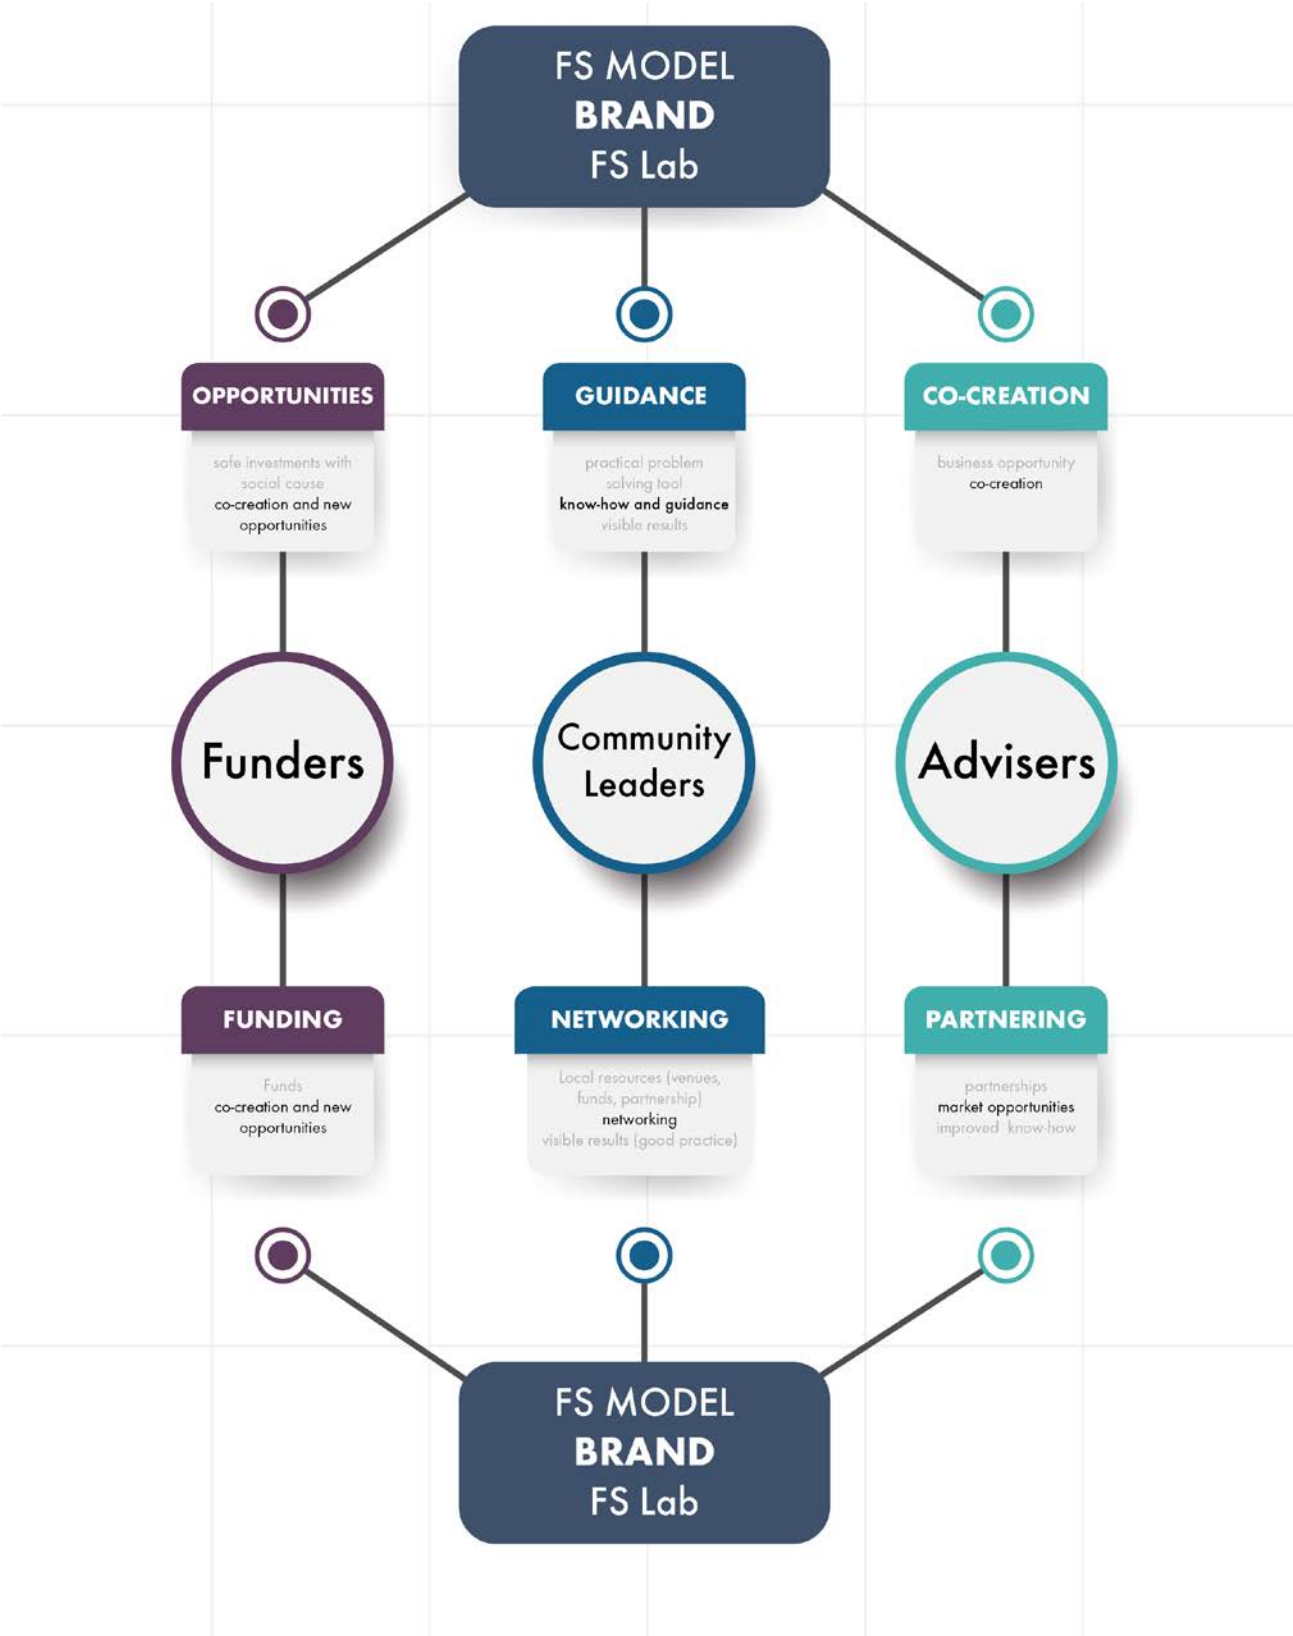 FS MODEL
BRAND
FS Lab
OPPORTUNITIES
safe investments with
social cause
co-creation and new
opportunities
GUIDANCE
practical problem
solving tool
know-how and guidance
visible results
CO-CREATION
business opportunity
co-creation
Funders
Community
Leaders
Advisers
FUNDING
Funds
co-creation and new
opportunities
NETWORKING
Local resources (venues,
funds, partnership)
networking
visible results (good practice)
PARTNERING
partnerships
market opportunities
improved know-how
FS MODEL
BRAND
FS Lab